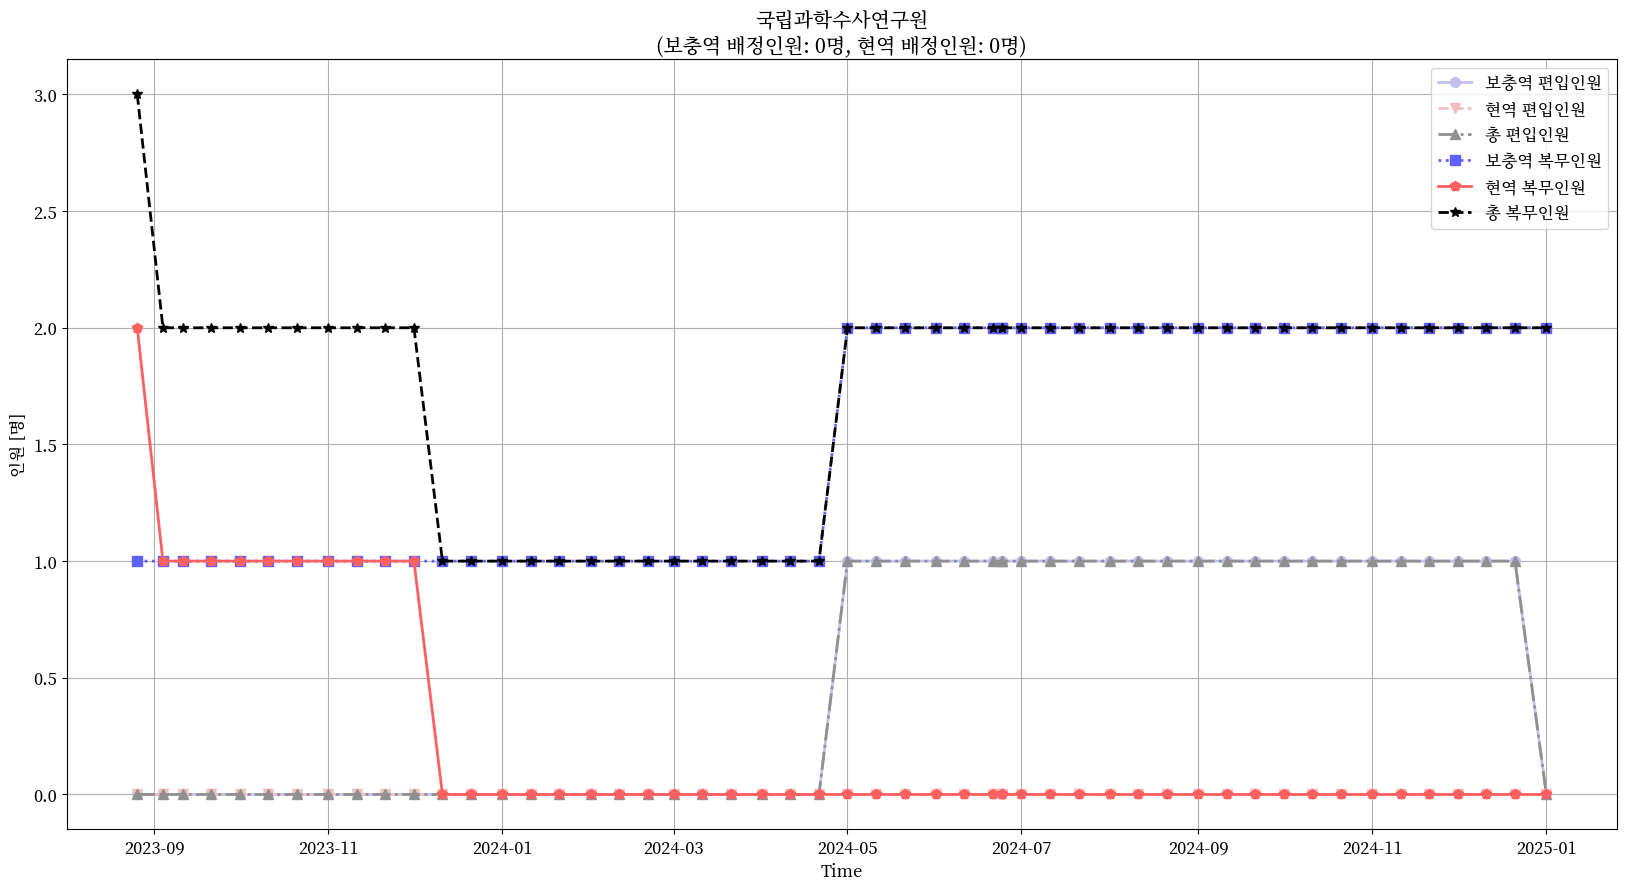 국립과학수사연구원
(보충역 배정인원: 0명, 현역 배정인원: 0명)
보충역 편입인원
현역 편입인원
총 편입인원
보충역 복무인원
현역 복무인원
총 복무인원
인원 [명]
3.0
2.5
2.0
1.5
1.0
0.5
0.0
2023-09
2023-11
2024-01
2024-03
2024-05
2024-07
2024-09
2024-11
2025-01
Time